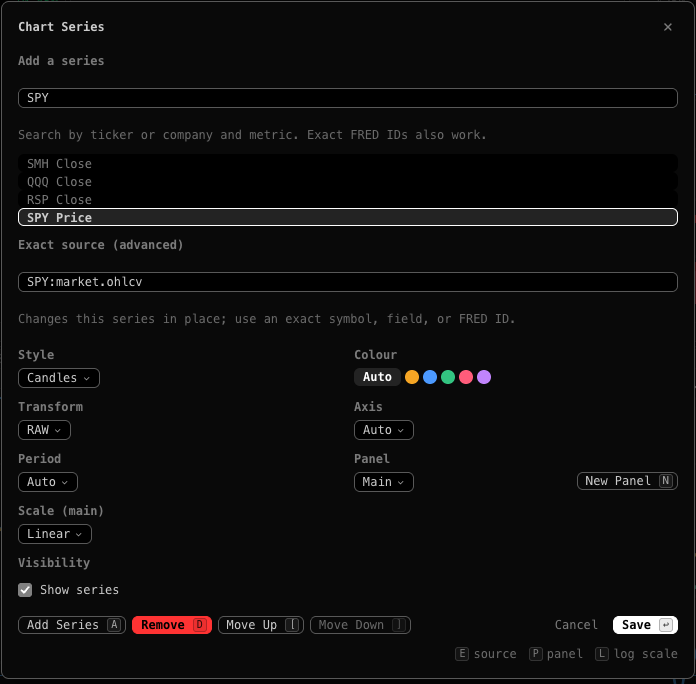 Chart Series ×
Add a series
SPY
Search by ticker or company and metric. Exact FRED IDs also work.
SMH Close
QQQ Close
RSP Close
SPY Price
Exact source (advanced)
SPY:market.ohlcv
Changes this series in place; use an exact symbol, field, or FRED ID.
Style Colour
Candles Auto
Transform Axis
RAW Auto
Period Panel
Auto Main New Panel N
Scale (main)
Linear
Visibility
Show series
Add Series A Remove D Move Up [ Move Down ] Cancel Save ↵
E source P panel L log scale